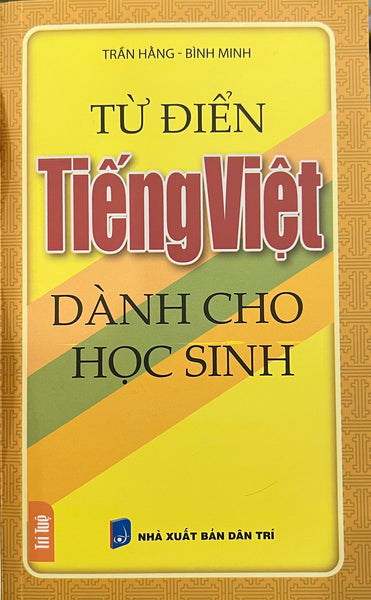 TRẦN HẰNG - BÌNH MINH
TỪ ĐIỂN
Tiếng Việt
DÀNH CHO
HỌC SINH
Trí Tuệ
NHÀ XUẤT BẢN DÂN TRÍ